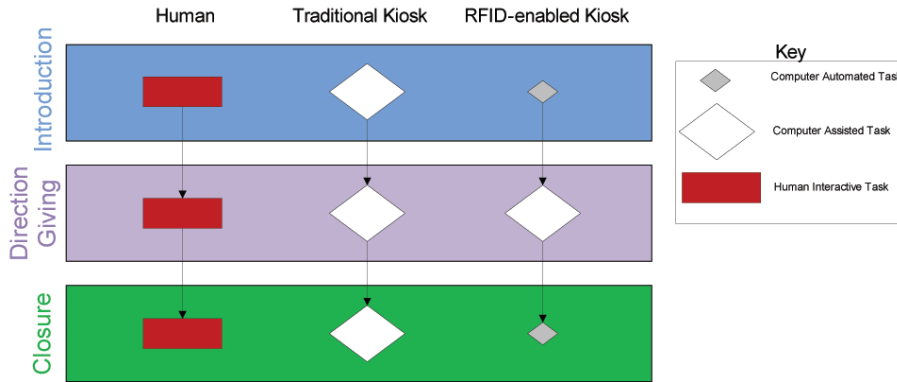 Human
Traditional Kiosk
RFID-enabled Kiosk
Introduction
Direction
Giving
Closure
Key
Computer Automated Task
Computer Assisted Task
Human Interactive Task